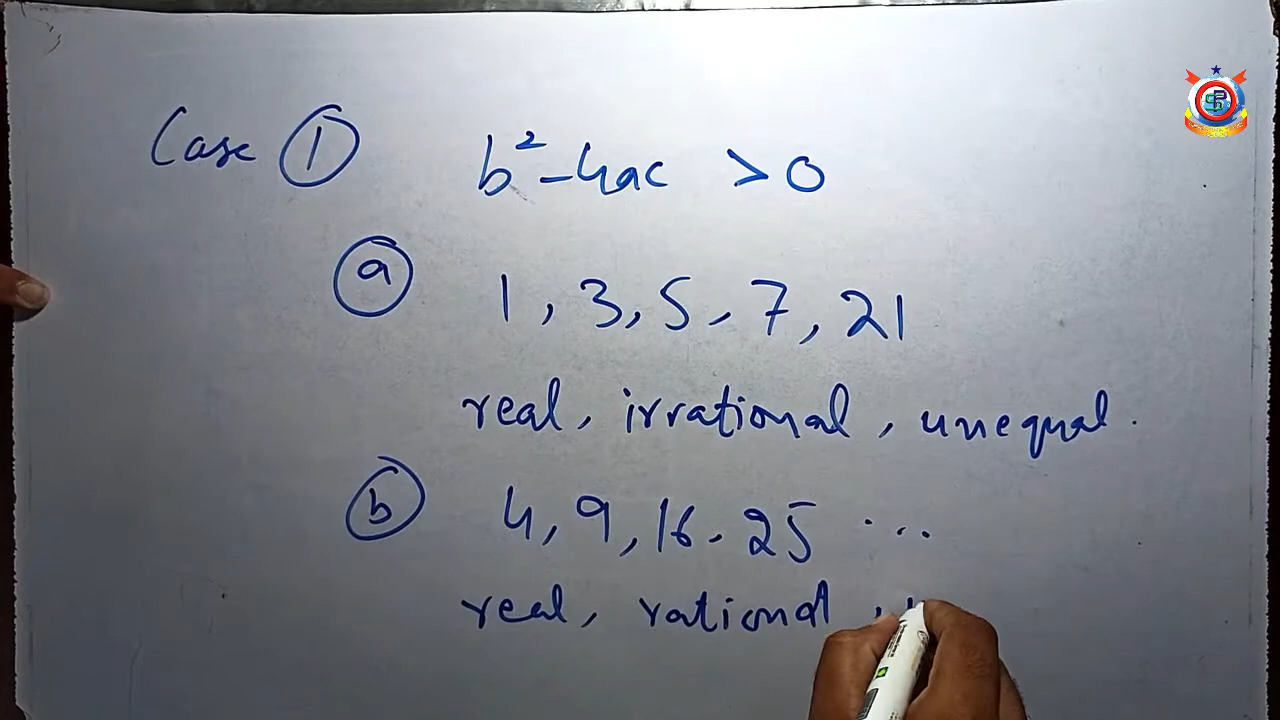 Case ① b²-4ac > 0
ⓐ 1, 3, 5, 7, 21
real, irrational, unequal.
ⓑ 4, 9, 16, 25 ...
real, rational,